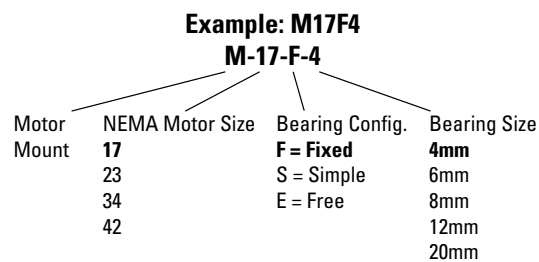 Example: M17F4
M-17-F-4
Motor NEMA Motor Size Bearing Config. Bearing Size
Mount 17 F = Fixed 4mm
23 S = Simple 6mm
34 E = Free 8mm
42 12mm
20mm